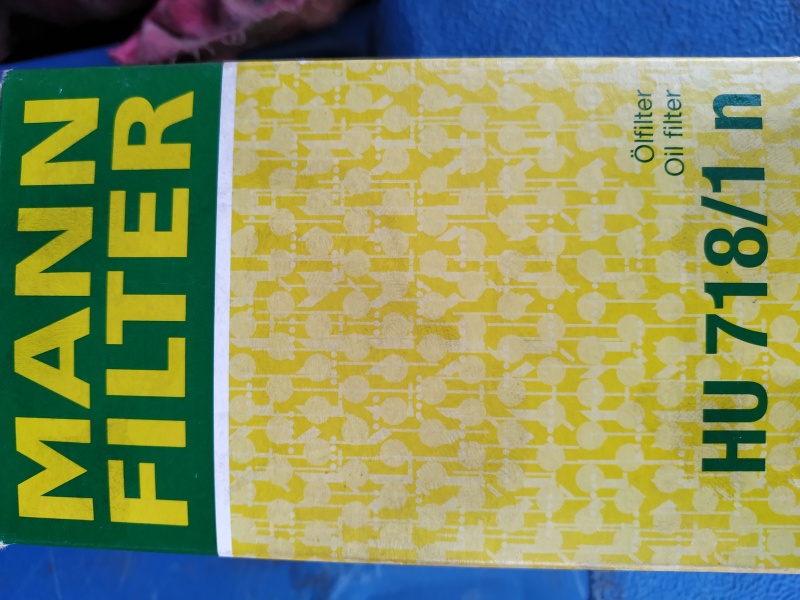 MANN
FILTER
Ölfilter
Oil filter
HU 718/1 n